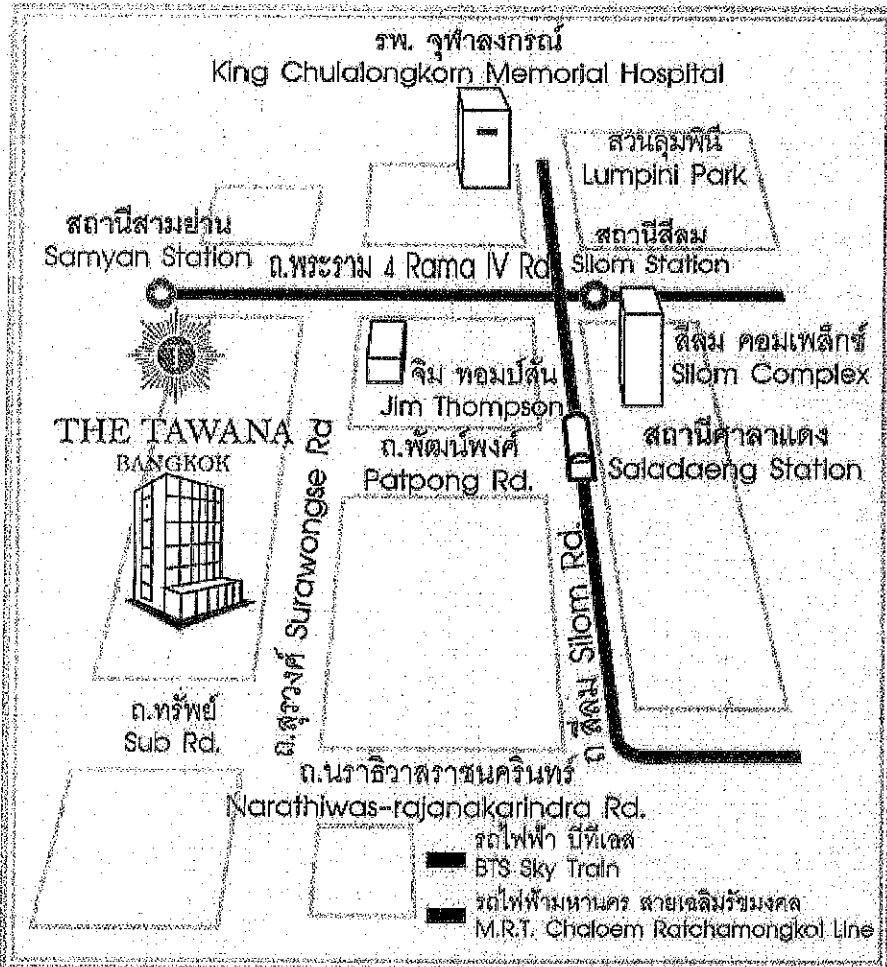 รพ. จุฬาลงกรณ์
King Chulalongkorn Memorial Hospital
สวนลุมพินี
Lumpini Park
สถานีสามย่าน
Samyan Station
ถ.พระราม 4 Rama IV Rd
สถานีสีลม
Silom Station
จิม ทอมป์สัน
Jim Thompson
สีลม คอมเพล็กซ์
Silom Complex
THE TAWANA
BANGKOK
ถ.พัฒน์พงศ์
Patpong Rd.
สถานีศาลาแดง
Saladaeng Station
ถ.สุรวงศ์ Surawongse Rd
ถ สีลม Silom Rd.
ถ.ทรัพย์
Sub Rd.
ถ.นราธิวาสราชนครินทร์
Narathiwas-rajanakarindra Rd.
รถไฟฟ้า บีทีเอส
BTS Sky Train
รถไฟฟ้ามหานคร สายเฉลิมรัชมงคล
M.R.T. Chaloem Ratchamongkol Line